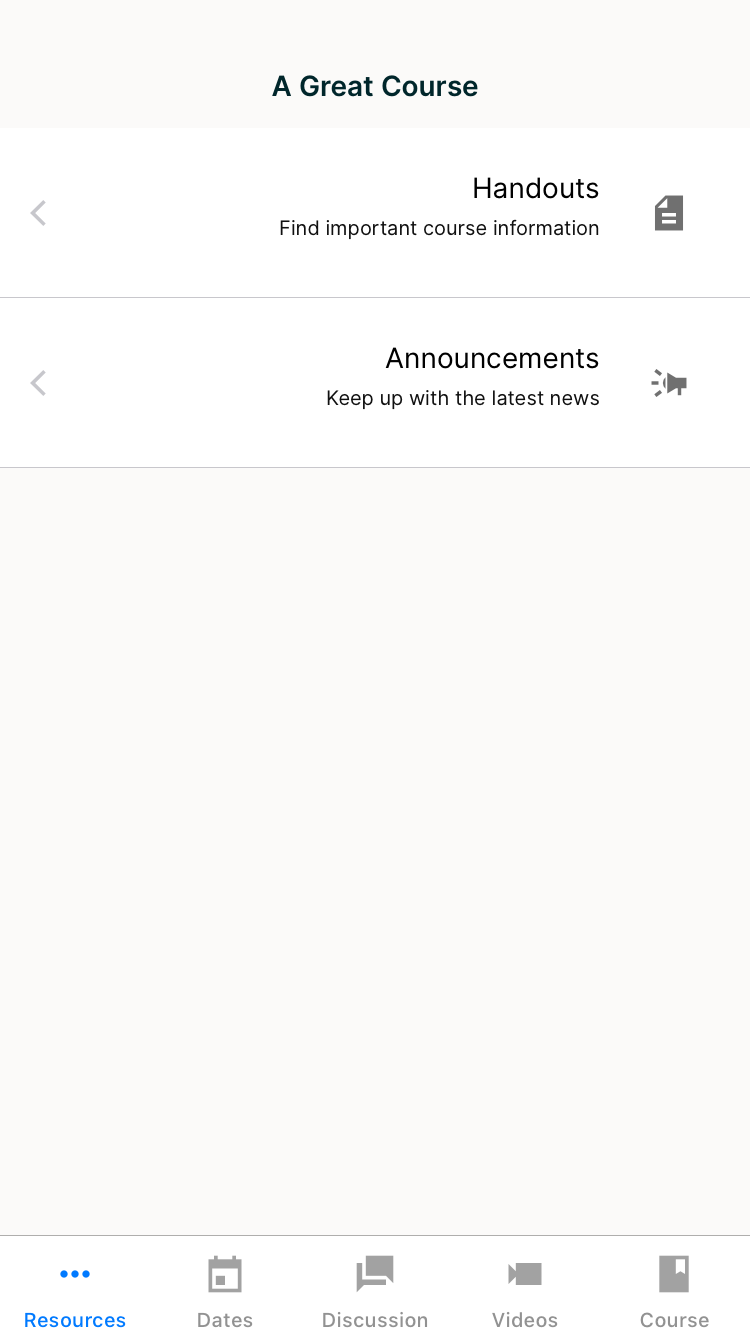 A Great Course
Handouts
Find important course information
Announcements
Keep up with the latest news
Resources
Dates
Discussion
Videos
Course